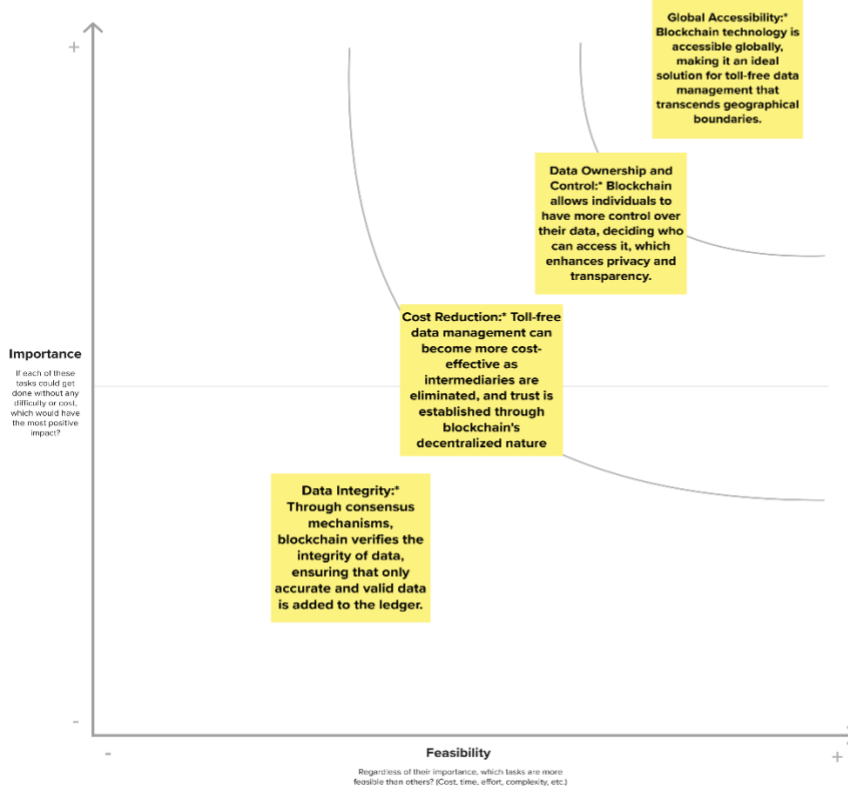 +
Global Accessibility:*
Blockchain technology is
accessible globally,
making it an ideal
solution for toll-free data
management that
transcends geographical
boundaries.
Data Ownership and
Control:* Blockchain
allows individuals to
have more control over
their data, deciding who
can access it, which
enhances privacy and
transparency.
Cost Reduction:* Toll-free
data management can
become more cost-
effective as
intermediaries are
eliminated, and trust is
established through
blockchain's
decentralized nature
Importance
If each of these
tasks could get
done without any
difficulty or cost,
which would have
the most positive
impact?
Data Integrity:*
Through consensus
mechanisms,
blockchain verifies the
integrity of data,
ensuring that only
accurate and valid data
is added to the ledger.
-
-
Feasibility
+
Regardless of their importance, which tasks are more
feasible than others? (Cost, time, effort, complexity, etc.)